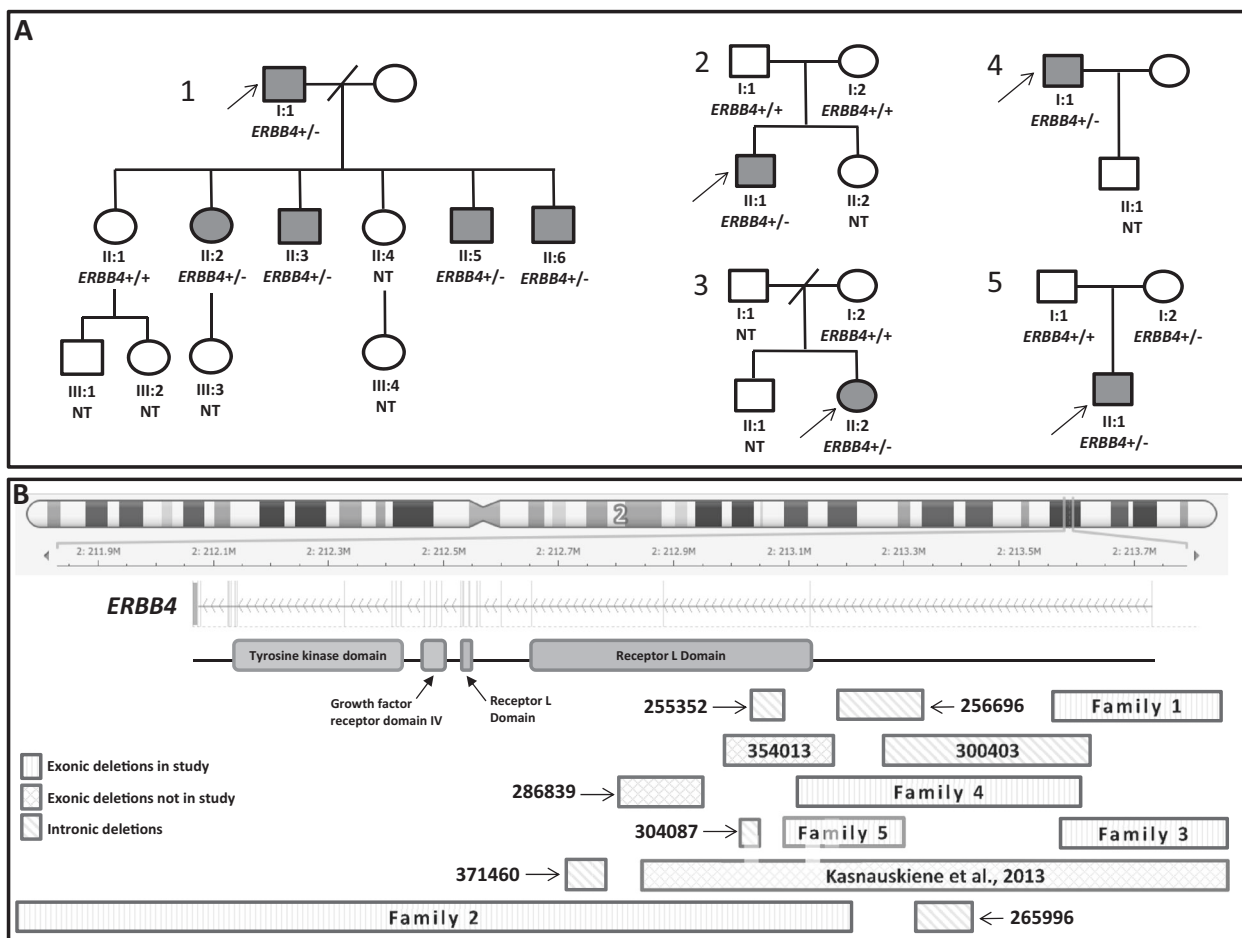 A
1
I:1
ERBB4+/-
II:1
ERBB4+/+
II:2
ERBB4+/-
II:3
ERBB4+/-
II:4
NT
II:5
ERBB4+/-
II:6
ERBB4+/-
III:1
NT
III:2
NT
III:3
NT
III:4
NT
2
I:1
ERBB4+/+
I:2
ERBB4+/+
II:1
ERBB4+/-
II:2
NT
3
I:1
NT
I:2
ERBB4+/+
II:1
NT
II:2
ERBB4+/-
4
I:1
ERBB4+/-
II:1
NT
5
I:1
ERBB4+/+
I:2
ERBB4+/-
II:1
ERBB4+/-
B
2
2: 211.9M 2: 212.1M 2: 212.3M 2: 212.5M 2: 212.7M 2: 212.9M 2: 213.1M 2: 213.3M 2: 213.5M 2: 213.7M
ERBB4
Tyrosine kinase domain
Receptor L Domain
Growth factor
receptor domain IV
Receptor L
Domain
255352
256696
Family 1
354013
300403
Exonic deletions in study
Exonic deletions not in study
Intronic deletions
286839
Family 4
304087
Family 5
Family 3
371460
Kasnauskiene et al., 2013
Family 2
265996